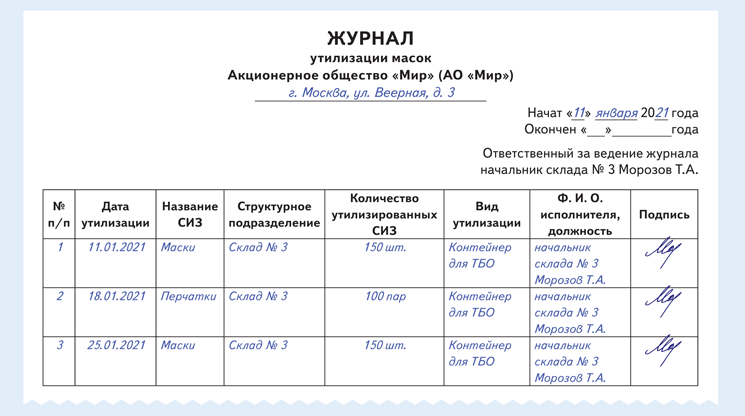 ЖУРНАЛ
утилизации масок
Акционерное общество «Мир» (АО «Мир»)
г. Москва, ул. Веерная, д. 3
Начат «11» января 2021 года
Окончен «___»__________года
Ответственный за ведение журнала
начальник склада № 3 Морозов Т.А.
№ п/п Дата утилизации Название СИЗ Структурное подразделение Количество утилизированных СИЗ Вид утилизации Ф. И. О. исполнителя, должность Подпись
1 11.01.2021 Маски Склад № 3 150 шт. Контейнер начальник
для ТБО склада № 3
Морозов Т.А.
2 18.01.2021 Перчатки Склад № 3 100 пар Контейнер начальник
для ТБО склада № 3
Морозов Т.А.
3 25.01.2021 Маски Склад № 3 150 шт. Контейнер начальник
для ТБО склада № 3
Морозов Т.А.